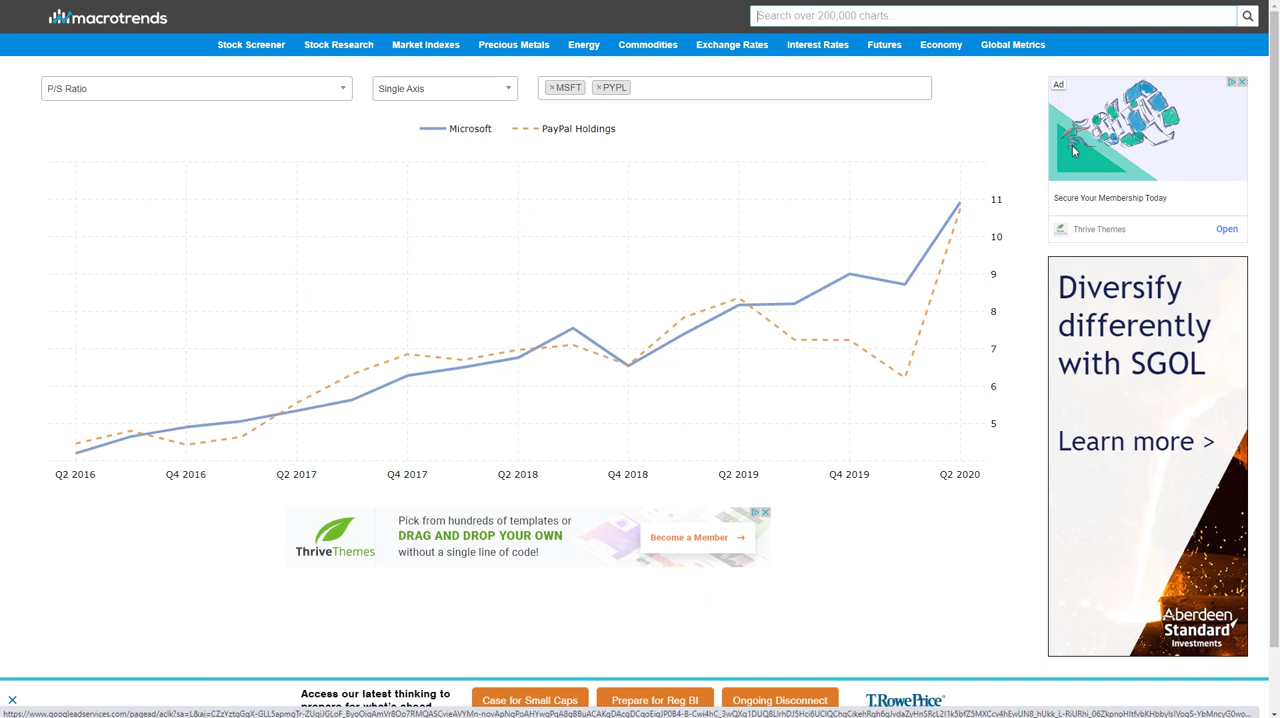 macrotrends
Search over 200,000 charts...
Stock Screener Stock Research Market Indexes Precious Metals Energy Commodities Exchange Rates Interest Rates Futures Economy Global Metrics
P/S Ratio
Single Axis
×MSFT ×PYPL
Microsoft PayPal Holdings
11
10
9
8
7
6
5
Q2 2016 Q4 2016 Q2 2017 Q4 2017 Q2 2018 Q4 2018 Q2 2019 Q4 2019 Q2 2020
Ad
Secure Your Membership Today
Thrive Themes Open
Diversify
differently
with SGOL
Learn more >
Aberdeen
Standard
Investments
ThriveThemes
Pick from hundreds of templates or
DRAG AND DROP YOUR OWN
without a single line of code!
Become a Member →
Access our latest thinking to
prepare for what's ahead.
Case for Small Caps Prepare for Reg BI Ongoing Disconnect
T.RowePrice